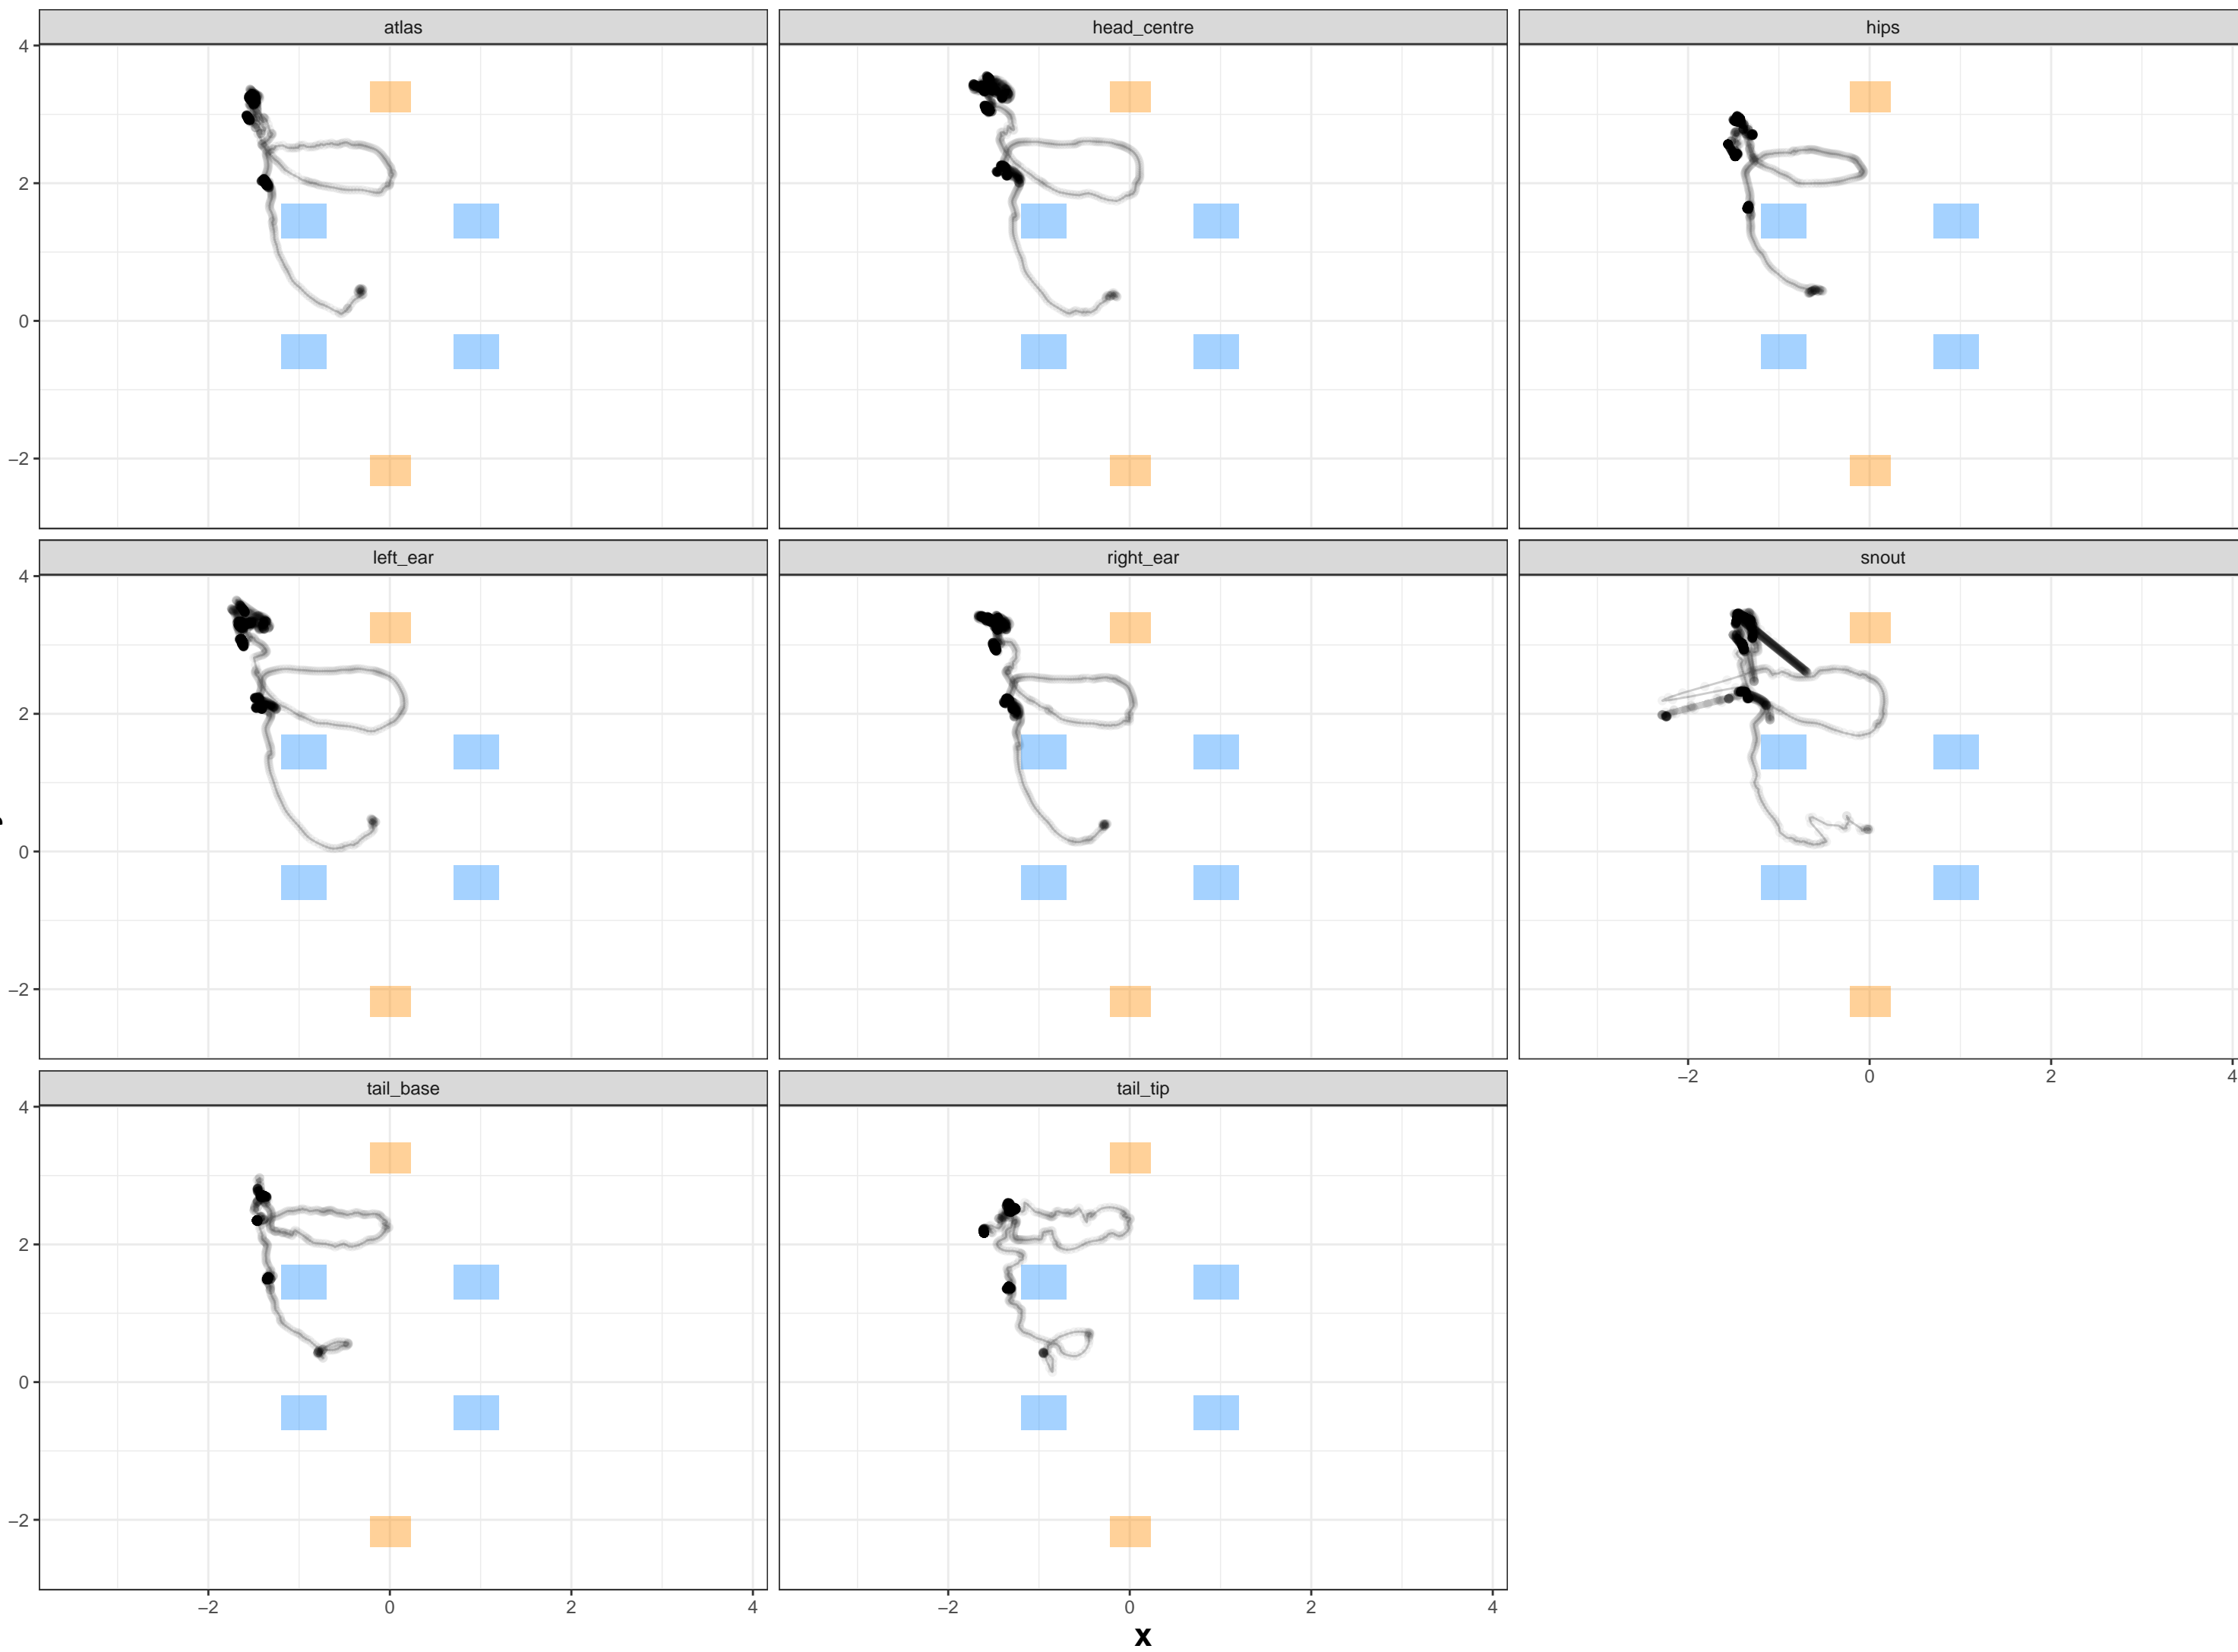 atlas head_centre hips
4
2
0
−2
left_ear right_ear snout
4
2
0
−2
−2 0 2 4
tail_base tail_tip
4
2
0
−2
−2 0 2 4 −2 0 2 4
x